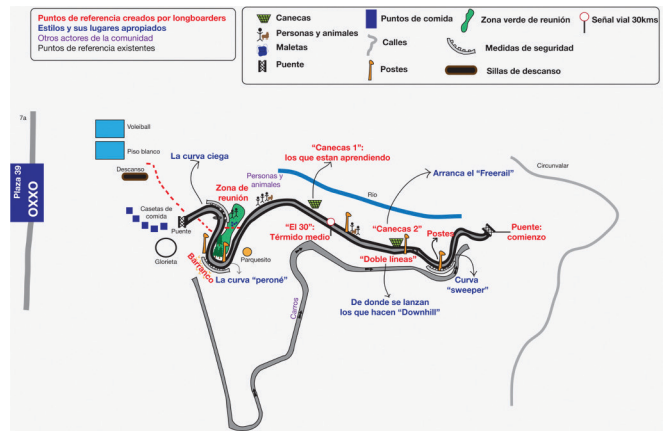 Puntos de referencia creados por longboarders
Estilos y sus lugares apropiados
Otros actores de la comunidad
Puntos de referencia existentes
Canecas
Personas y animales
Maletas
Puente
Puntos de comida
Calles
Postes
Zona verde de reunión
Medidas de seguridad
Sillas de descanso
Señal vial 30kms
7a
Plaza 39
OXXO
Voleiball
Piso blanco
Descanso
La curva ciega
Zona de
reunión
Personas y
animales
"Canecas 1":
los que estan aprendiendo
Rio
Arranca el "Freerail"
Circunvalar
Casetas de
comida
Puente
Gloneta
Barranco
Parquesito
La curva "peroné"
"El 30":
Térmido medio
"Canecas 2"
"Doble lineas"
Postes
Puente:
comienzo
Curva
"sweeper"
De donde se lanzan
los que hacen "Downhill"
Carros